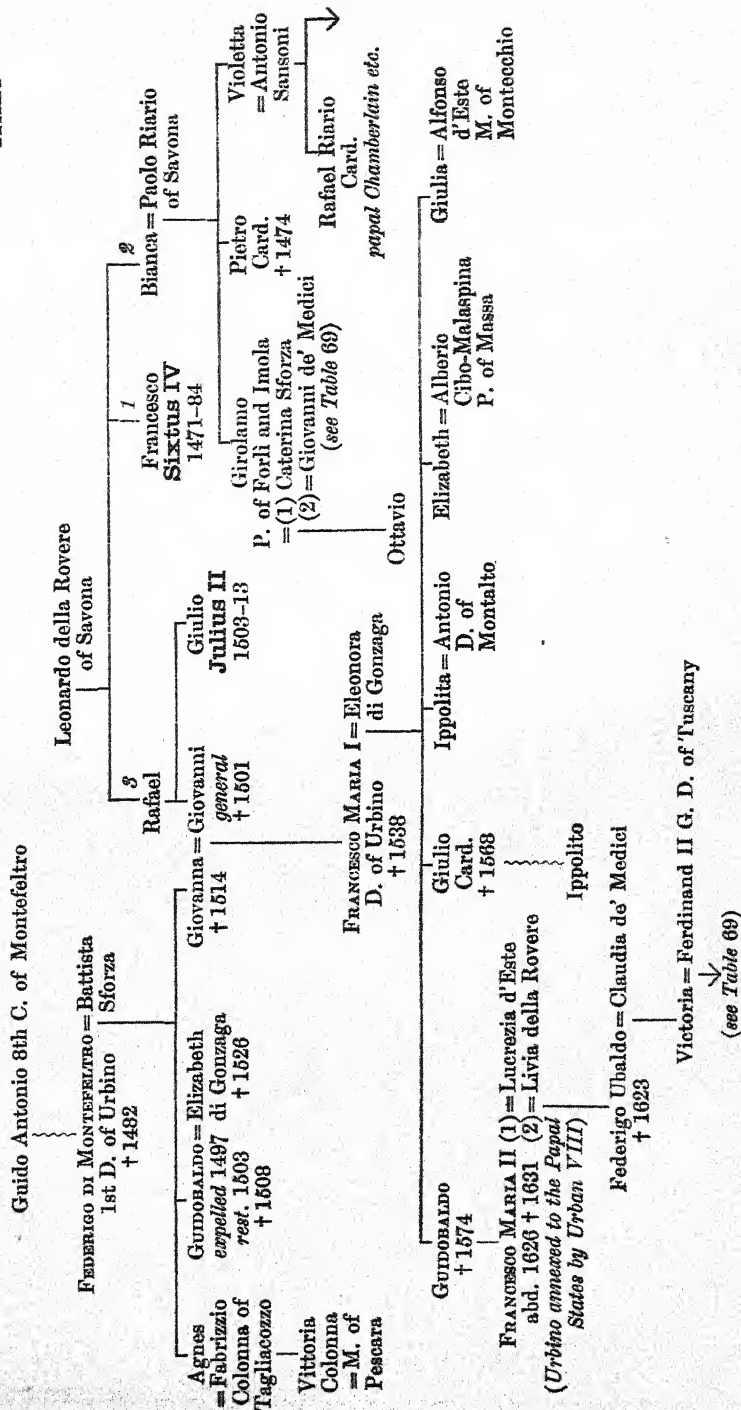 Guido Antonio 8th C. of Montefeltro
Leonardo della Rovere
of Savona
FEDERIGO DI MONTEFELTRO = Battista
1st D. of Urbino Sforza
† 1482
3
Rafael
1
Francesco
Sixtus IV
1471–84
2
Bianca = Paolo Riario
of Savona
Agnes
= Fabrizzio
Colonna of
Tagliacozzo
GUIDOBALDO = Elizabeth
expelled 1497 di Gonzaga
rest. 1503 † 1526
† 1508
Giovanna = Giovanni
† 1514 general
† 1501
Giulio
Julius II
1503–13
Girolamo
P. of Forli and Imola
= (1) Caterina Sforza
(2) = Giovanni de' Medici
(see Table 69)
Pietro
Card.
† 1474
Violetta
= Antonio
Sansoni
Vittoria
Colonna
= M. of
Pescara
FRANCESCO MARIA I = Eleonora
D. of Urbino di Gonzaga
† 1538
Ottavio
Rafael Riario
Card.
papal Chamberlain etc.
GUIDOBALDO
† 1574
Giulio
Card.
† 1568
Ippolita = Antonio
D. of
Montalto
Elizabeth = Alberio
Cibo-Malaspina
P. of Massa
Giulia = Alfonso
d'Este
M. of
Montecchio
FRANCESCO MARIA II (1) = Lucrezia d'Este
abd. 1626 † 1631 (2) = Livia della Rovere
(Urbino annexed to the Papal
States by Urban VIII)
Ippolito
Federigo Ubaldo = Claudia de' Medici
† 1623
Victoria = Ferdinand II G. D. of Tuscany
(see Table 69)